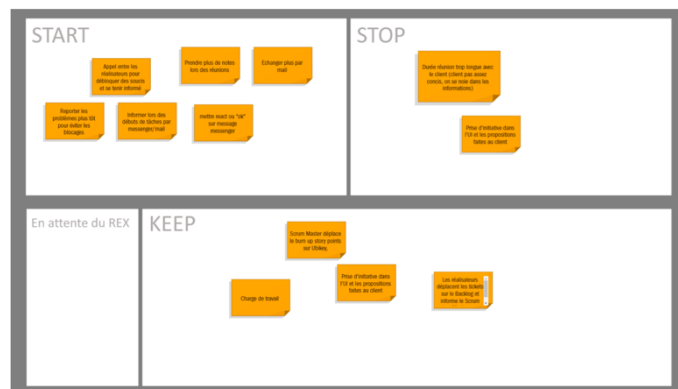 START
Appel entre les
réalisateurs pour
débloquer des soucis
et se tenir informé
Prendre plus de notes
lors des réunions
Echanger plus par
mail
Reporter les
problèmes plus tôt
pour éviter les
blocages
Informer lors des
débuts de tâches par
messenger/mail
mettre react ou "ok"
sur message
messenger
STOP
Durée réunion trop longue avec
le client (client pas assez
concis, on se noie dans les
informations)
Prise d'initiative dans
l'UI et les propositions
faites au client
En attente du REX
KEEP
Scrum Master déplace
le burn up story points
sur
Charge de travail
Prise d'initiative dans
l'UI et les propositions
faites au client
Les réalisateurs
déplacent les tickets
sur le Backlog et
informe le Scrum